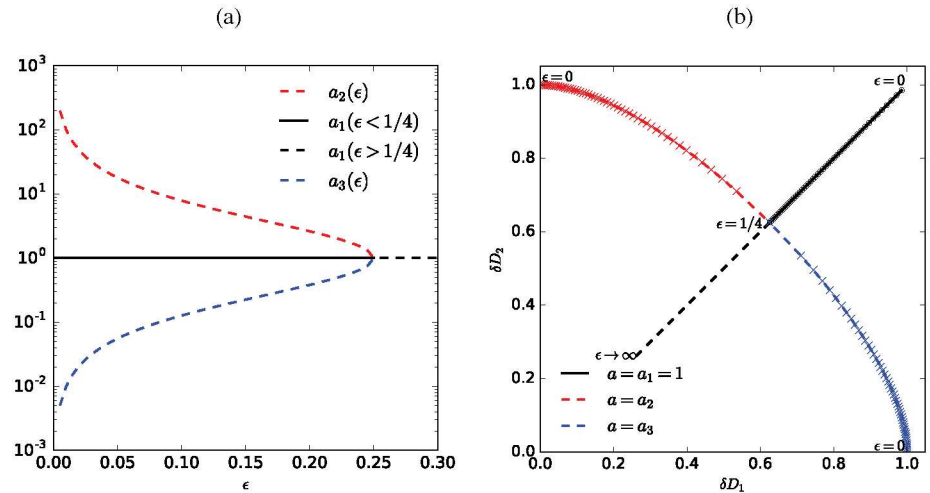 (a)
(b)
10³
10²
10¹
10⁰
10⁻¹
10⁻²
10⁻³
0.00 0.05 0.10 0.15 0.20 0.25 0.30
ϵ
a₂(ϵ)
a₁(ϵ < 1/4)
a₁(ϵ > 1/4)
a₃(ϵ)
1.0
0.8
0.6
0.4
0.2
0.0
δD₂
ϵ = 0
ϵ = 0
ϵ = 1/4
ϵ → ∞
a = a₁ = 1
a = a₂
a = a₃
ϵ = 0
0.0 0.2 0.4 0.6 0.8 1.0
δD₁